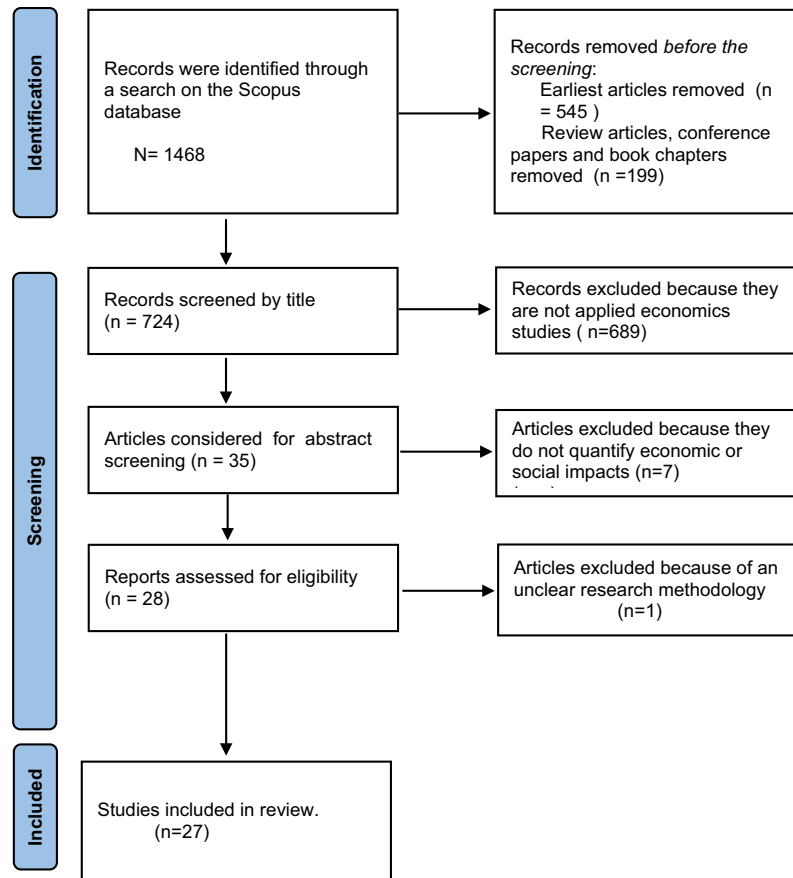 Identification
Records were identified through
a search on the Scopus
database
N= 1468
Records removed before the
screening:
Earliest articles removed (n
= 545 )
Review articles, conference
papers and book chapters
removed (n =199)
Screening
Records screened by title
(n = 724)
Records excluded because they
are not applied economics
studies ( n=689)
Articles considered for abstract
screening (n = 35)
Articles excluded because they
do not quantify economic or
social impacts (n=7)
Reports assessed for eligibility
(n = 28)
Articles excluded because of an
unclear research methodology
(n=1)
Included
Studies included in review.
(n=27)